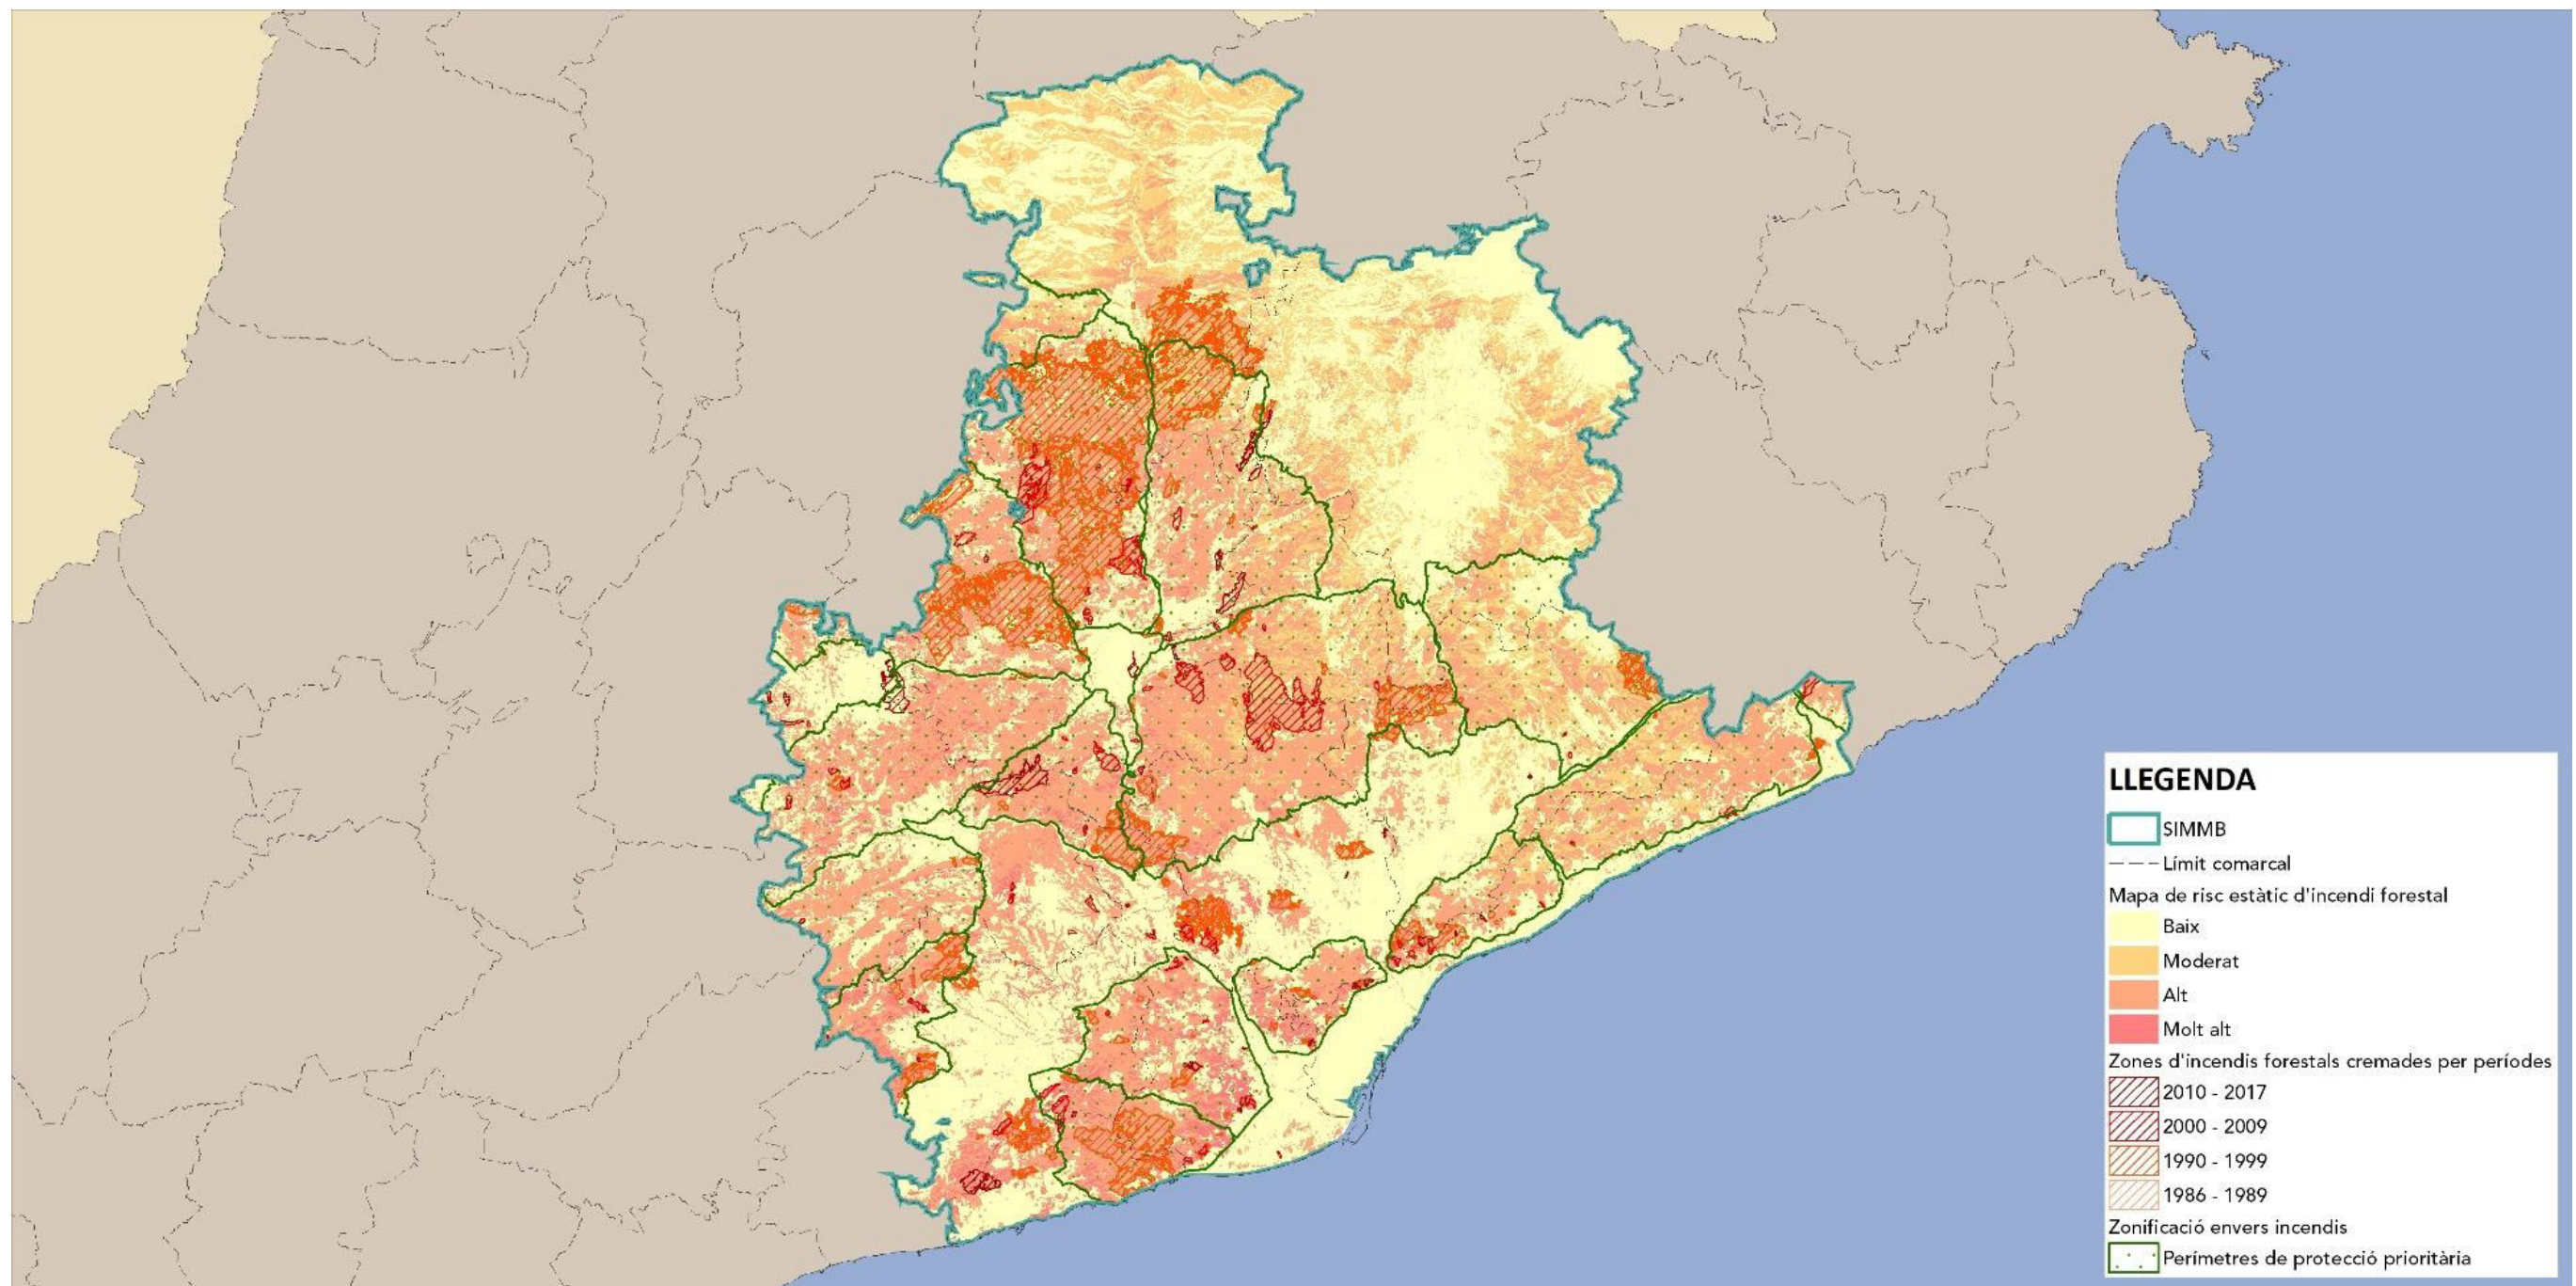 LLEGENDA
SIMMB
Límit comarcal
Mapa de risc estàtic d'incendi forestal
Baix
Moderat
Alt
Molt alt
Zones d'incendis forestals cremades per períodes
2010 - 2017
2000 - 2009
1990 - 1999
1986 - 1989
Zonificació envers incendis
Perímetres de protecció prioritària